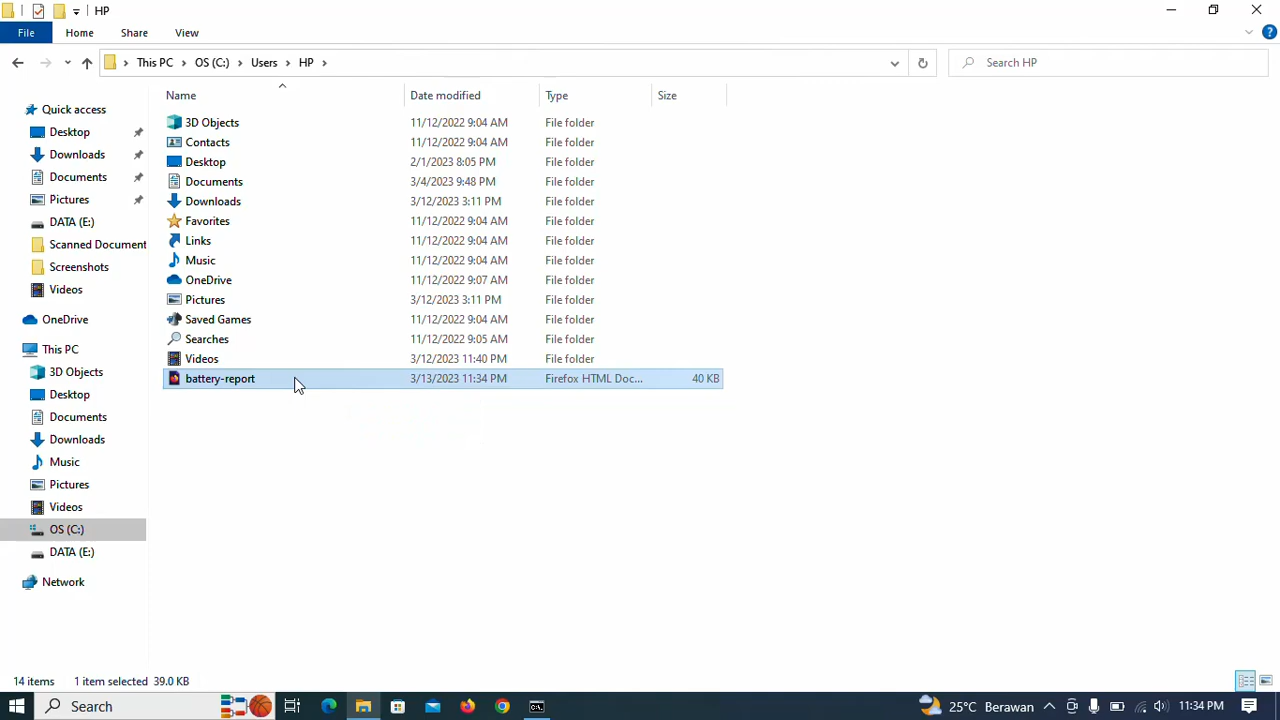 HP
File Home Share View
This PC OS (C:) Users HP Search HP
Name Date modified Type Size
Quick access
Desktop
Downloads
Documents
Pictures
DATA (E:)
Scanned Document
Screenshots
Videos
OneDrive
This PC
3D Objects
Desktop
Documents
Downloads
Music
Pictures
Videos
OS (C:)
DATA (E:)
Network
3D Objects 11/12/2022 9:04 AM File folder
Contacts 11/12/2022 9:04 AM File folder
Desktop 2/1/2023 8:05 PM File folder
Documents 3/4/2023 9:48 PM File folder
Downloads 3/12/2023 3:11 PM File folder
Favorites 11/12/2022 9:04 AM File folder
Links 11/12/2022 9:04 AM File folder
Music 11/12/2022 9:04 AM File folder
OneDrive 11/12/2022 9:07 AM File folder
Pictures 3/12/2023 3:11 PM File folder
Saved Games 11/12/2022 9:04 AM File folder
Searches 11/12/2022 9:05 AM File folder
Videos 3/12/2023 11:40 PM File folder
battery-report 3/13/2023 11:34 PM Firefox HTML Doc... 40 KB
14 items 1 item selected 39.0 KB
Search 25°C Berawan 11:34 PM